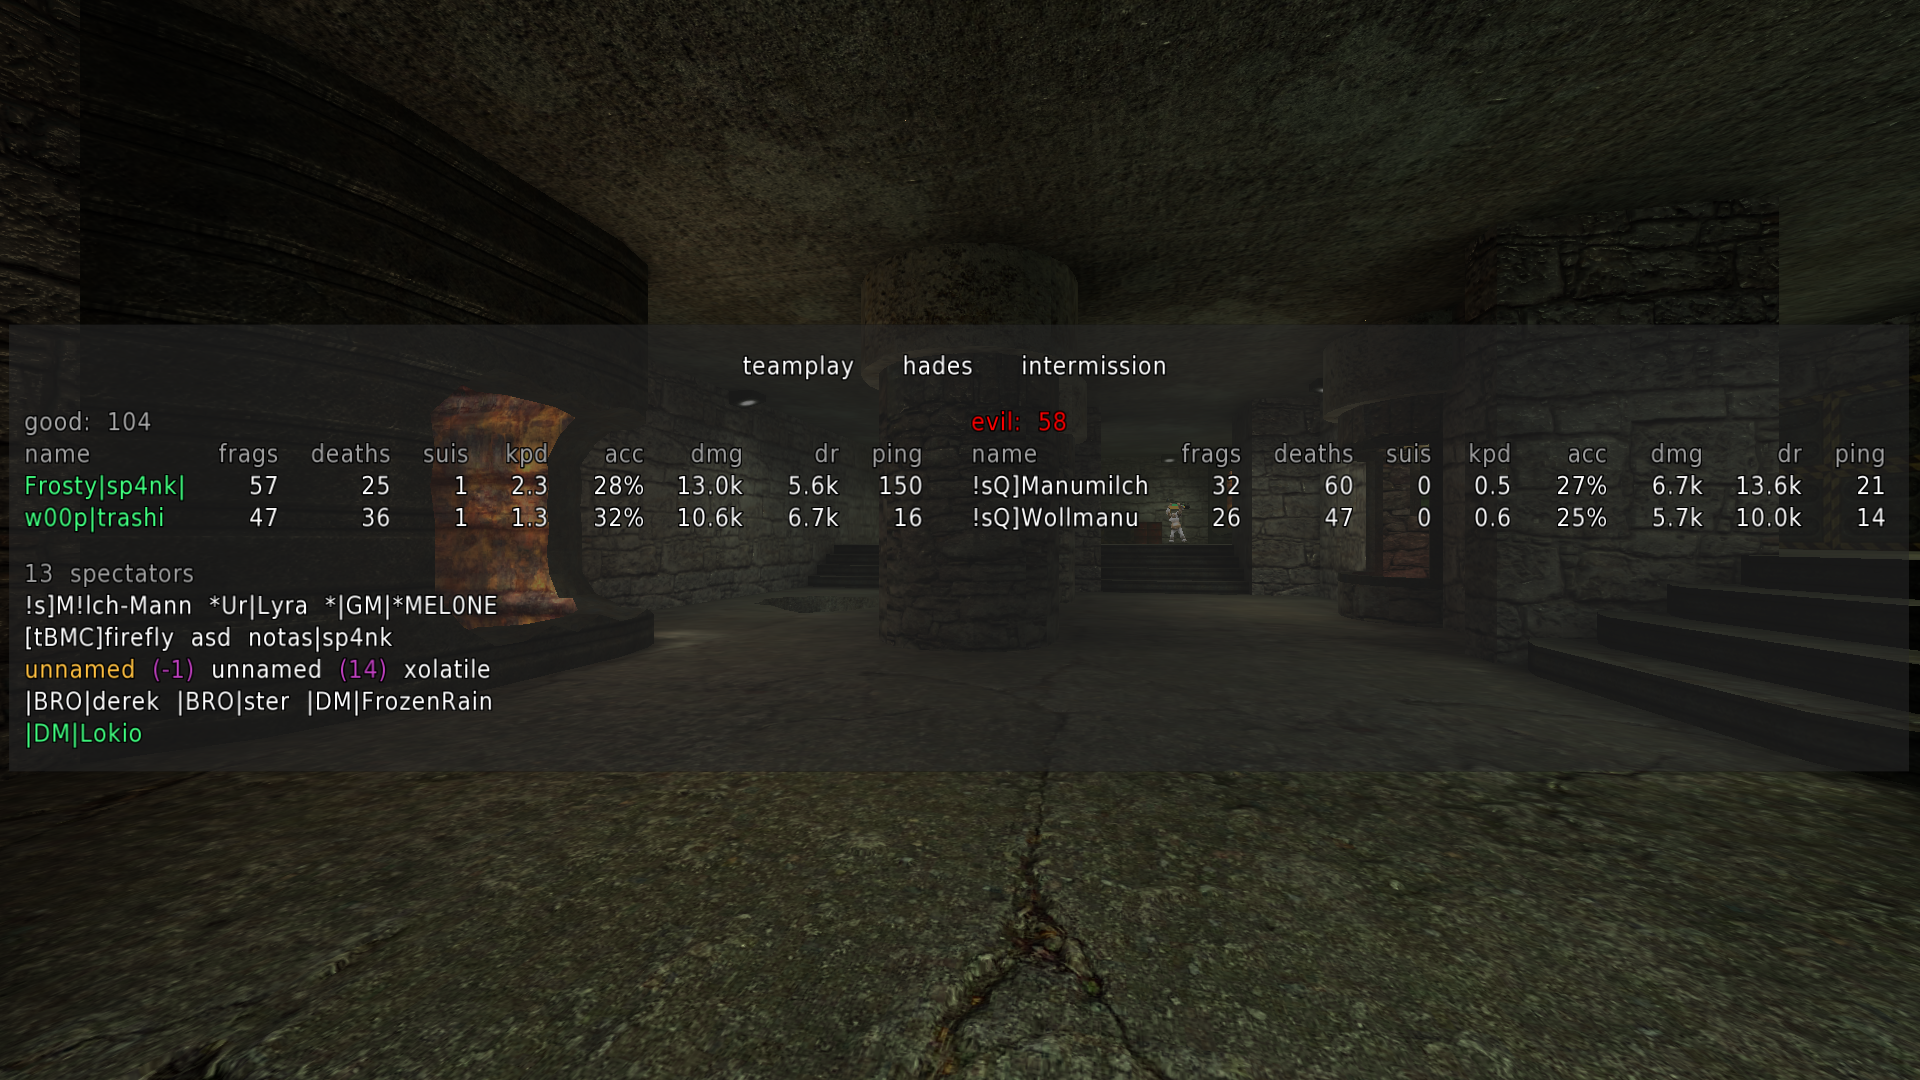 teamplay hades intermission
good: 104
name frags deaths suis kpd acc dmg dr ping
Frosty|sp4nk| 57 25 1 2.3 28% 13.0k 5.6k 150
w00p|trashi 47 36 1 1.3 32% 10.6k 6.7k 16
evil: 58
name frags deaths suis kpd acc dmg dr ping
!sQ]Manumilch 32 60 0 0.5 27% 6.7k 13.6k 21
!sQ]Wollmanu 26 47 0 0.6 25% 5.7k 10.0k 14
13 spectators
!s]M!lch-Mann *Ur|Lyra *|GM|*MEL0NE
[tBMC]firefly asd notas|sp4nk
unnamed (-1) unnamed (14) xolatile
|BRO|derek |BRO|ster |DM|FrozenRain
|DM|Lokio